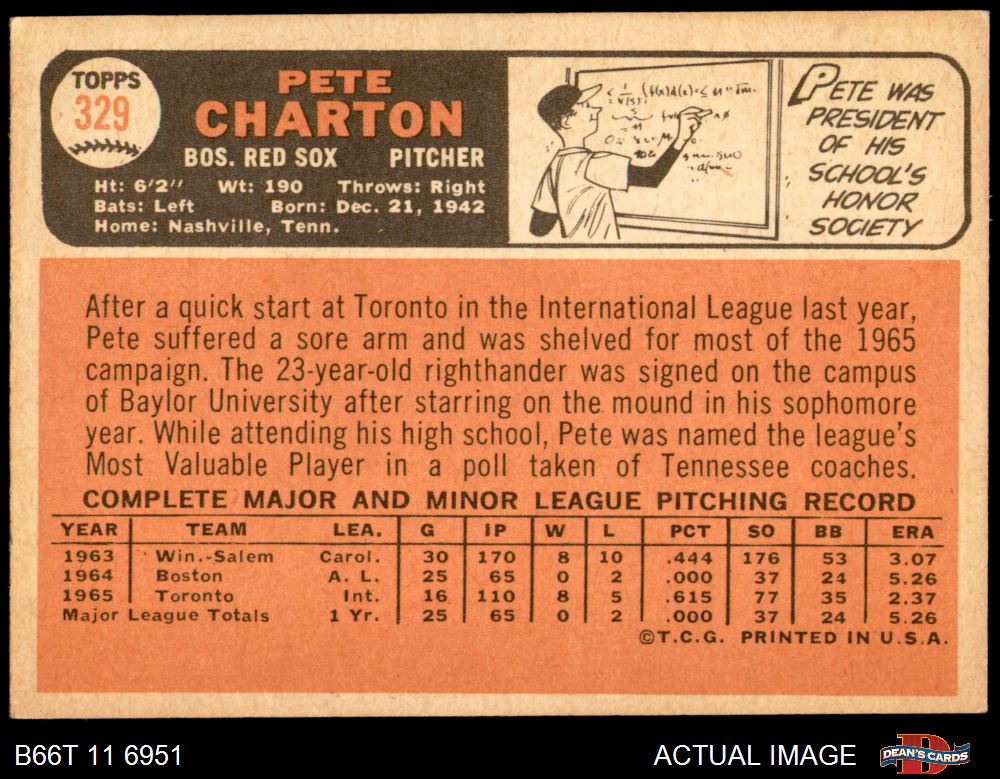 TOPPS
329
PETE
CHARTON
BOS. RED SOX PITCHER
Ht: 6'2" Wt: 190 Throws: Right
Bats: Left Born: Dec. 21, 1942
Home: Nashville, Tenn.
PETE WAS
PRESIDENT
OF HIS
SCHOOL'S
HONOR
SOCIETY
After a quick start at Toronto in the International League last year,
Pete suffered a sore arm and was shelved for most of the 1965
campaign. The 23-year-old righthander was signed on the campus
of Baylor University after starring on the mound in his sophomore
year. While attending his high school, Pete was named the league's
Most Valuable Player in a poll taken of Tennessee coaches.
COMPLETE MAJOR AND MINOR LEAGUE PITCHING RECORD
YEAR TEAM LEA. G IP W L PCT SO BB ERA
1963 Win.-Salem Carol. 30 170 8 10 .444 176 53 3.07
1964 Boston A. L. 25 65 0 2 .000 37 24 5.26
1965 Toronto Int. 16 110 8 5 .615 77 35 2.37
Major League Totals 1 Yr. 25 65 0 2 .000 37 24 5.26
©T.C.G. PRINTED IN U.S.A.
B66T 11 6951 ACTUAL IMAGE DEAN'S CARDS